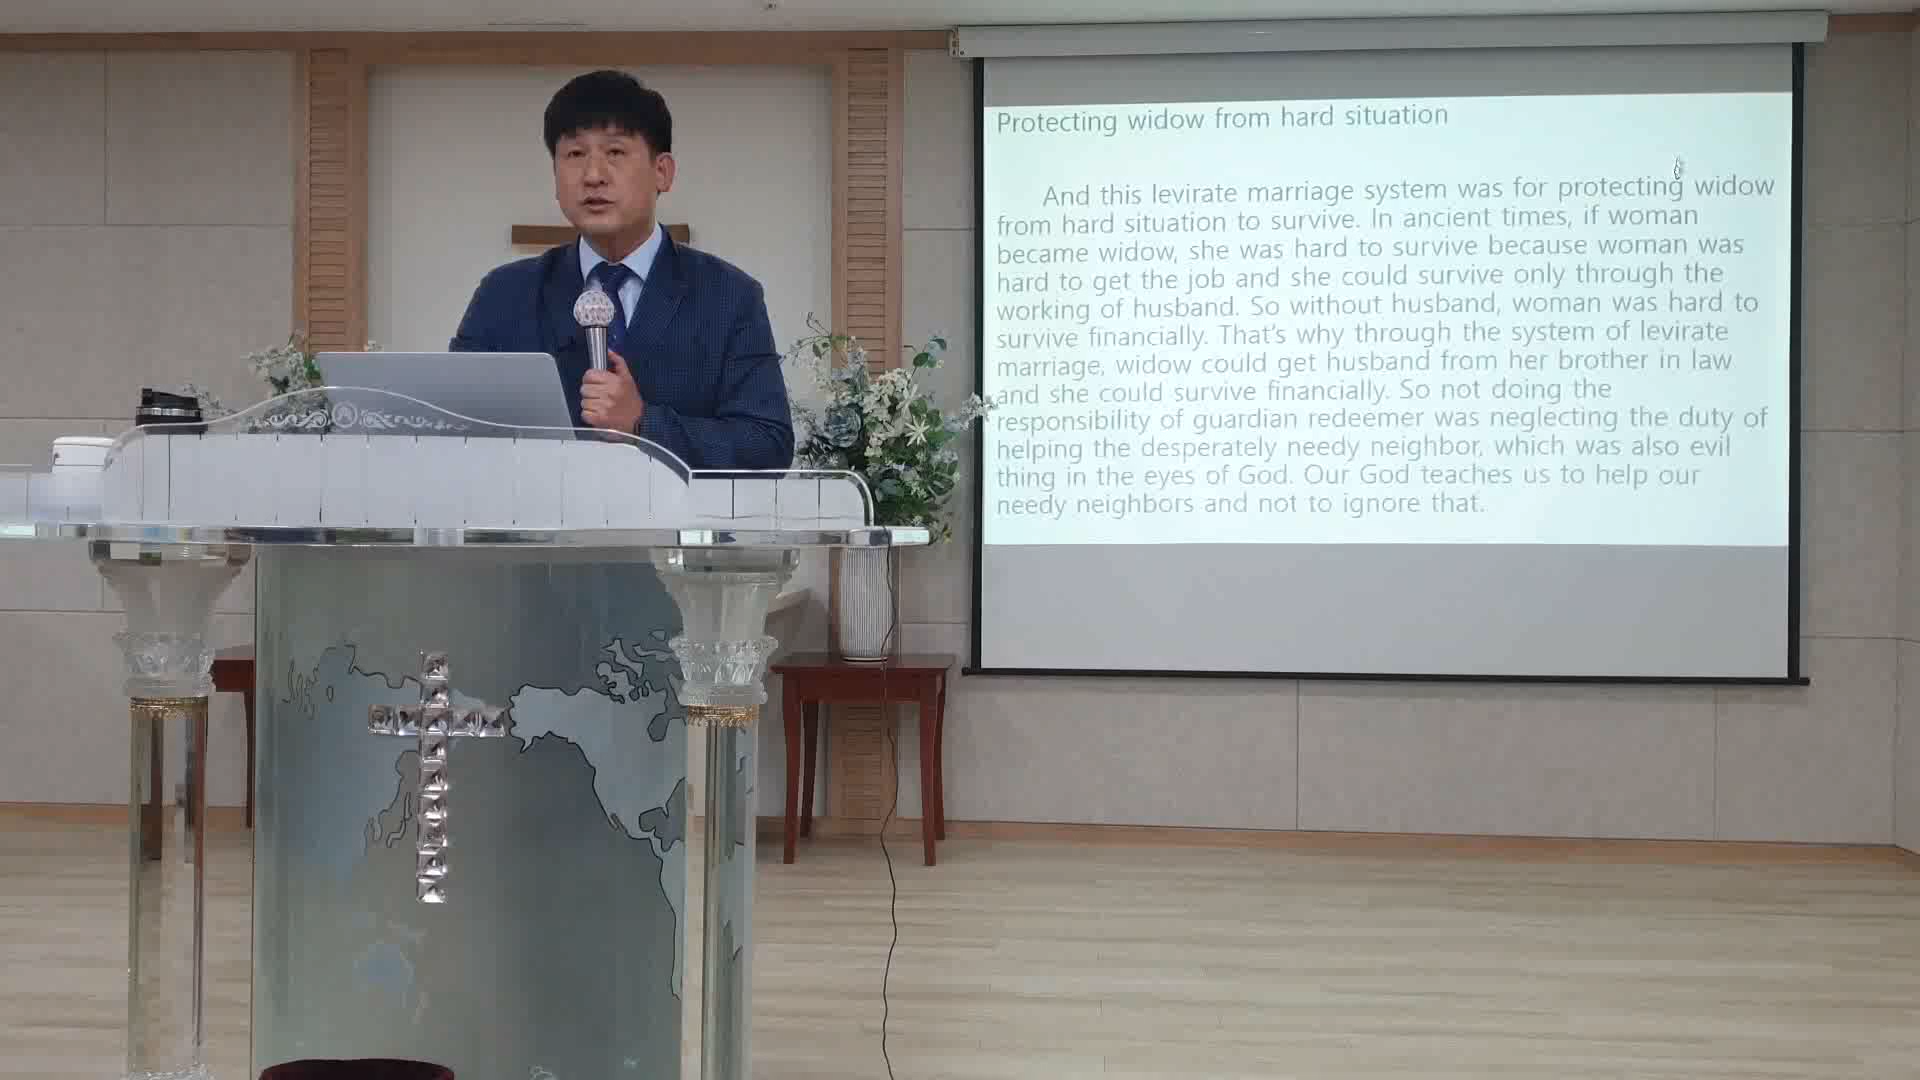 Protecting widow from hard situation
And this levirate marriage system was for protecting widow
from hard situation to survive. In ancient times, if woman
became widow, she was hard to survive because woman was
hard to get the job and she could survive only through the
working of husband. So without husband, woman was hard to
survive financially. That's why through the system of levirate
marriage, widow could get husband from her brother in law
and she could survive financially. So not doing the
responsibility of guardian redeemer was neglecting the duty of
helping the desperately needy neighbor, which was also evil
thing in the eyes of God. Our God teaches us to help our
needy neighbors and not to ignore that.